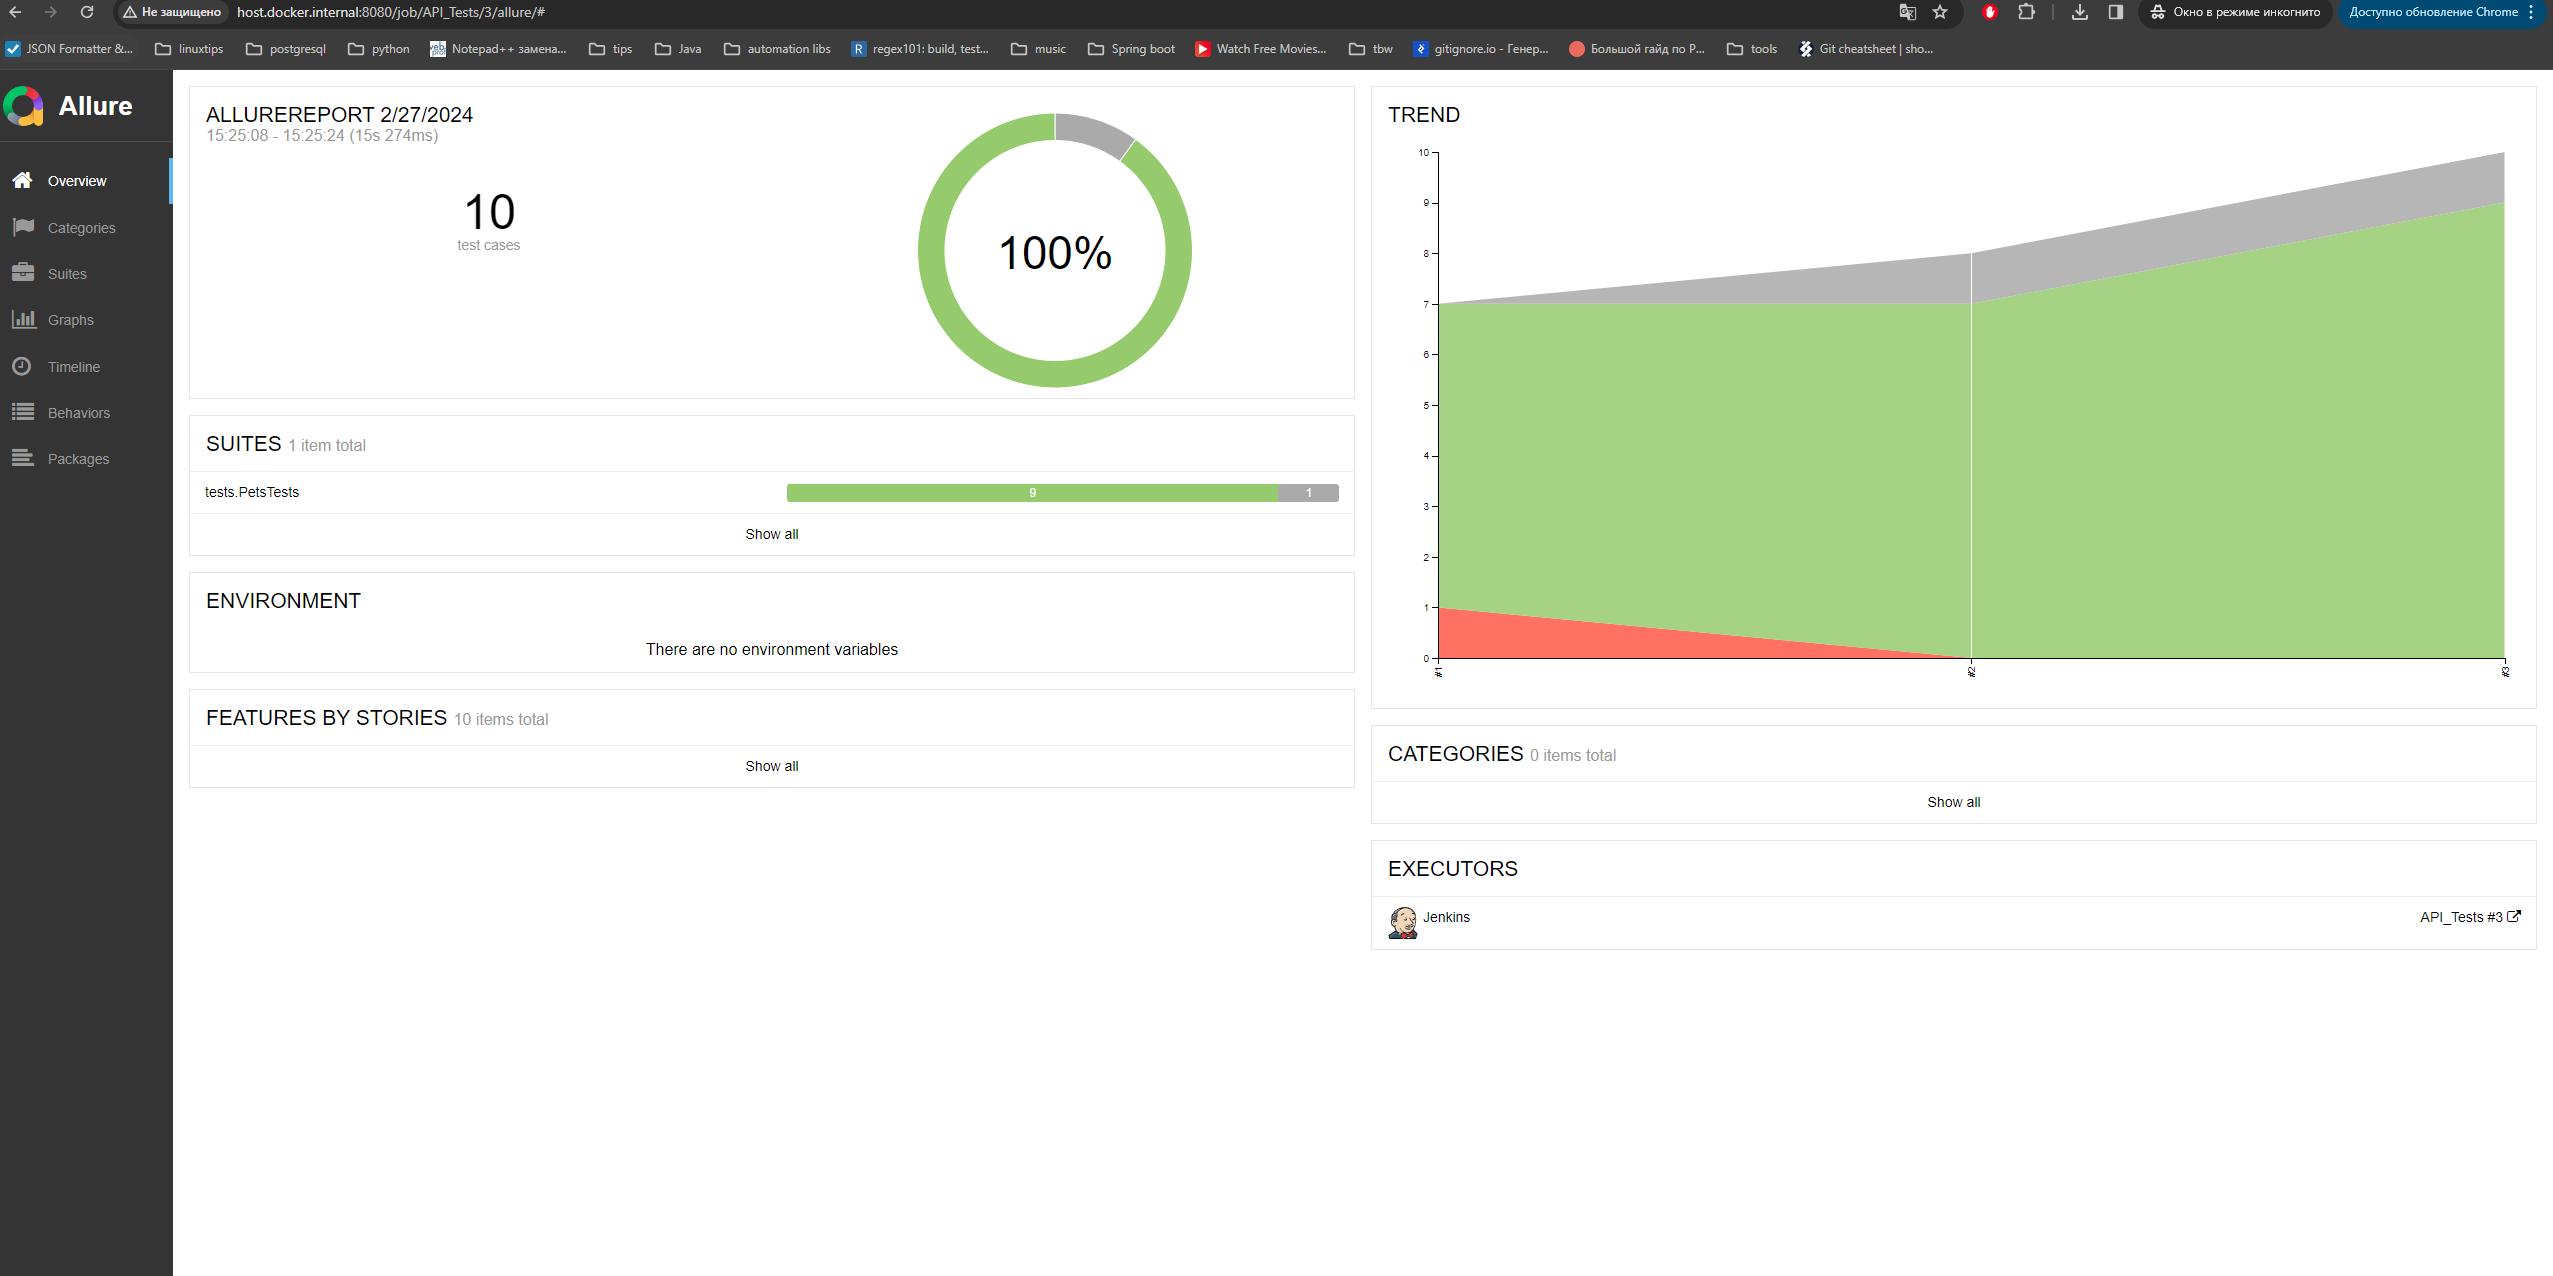 Не защищено
host.docker.internal:8080/job/API_Tests/3/allure/#
Окно в режиме инкогнито
Доступно обновление Chrome
JSON Formatter &...
linuxtips
postgresql
python
Notepad++ замена...
tips
Java
automation libs
regex101: build, test...
music
Spring boot
Watch Free Movies...
tbw
gitignore.io - Генер...
Большой гайд по P...
tools
Git cheatsheet | sho...
Allure
Overview
Categories
Suites
Graphs
Timeline
Behaviors
Packages
ALLUREREPORT 2/27/2024
15:25:08 - 15:25:24 (15s 274ms)
10
test cases
100%
SUITES 1 item total
tests.PetsTests
9
1
Show all
ENVIRONMENT
There are no environment variables
FEATURES BY STORIES 10 items total
Show all
TREND
10
9
8
7
6
5
4
3
2
1
0
#1
#2
#3
CATEGORIES 0 items total
Show all
EXECUTORS
Jenkins
API_Tests #3